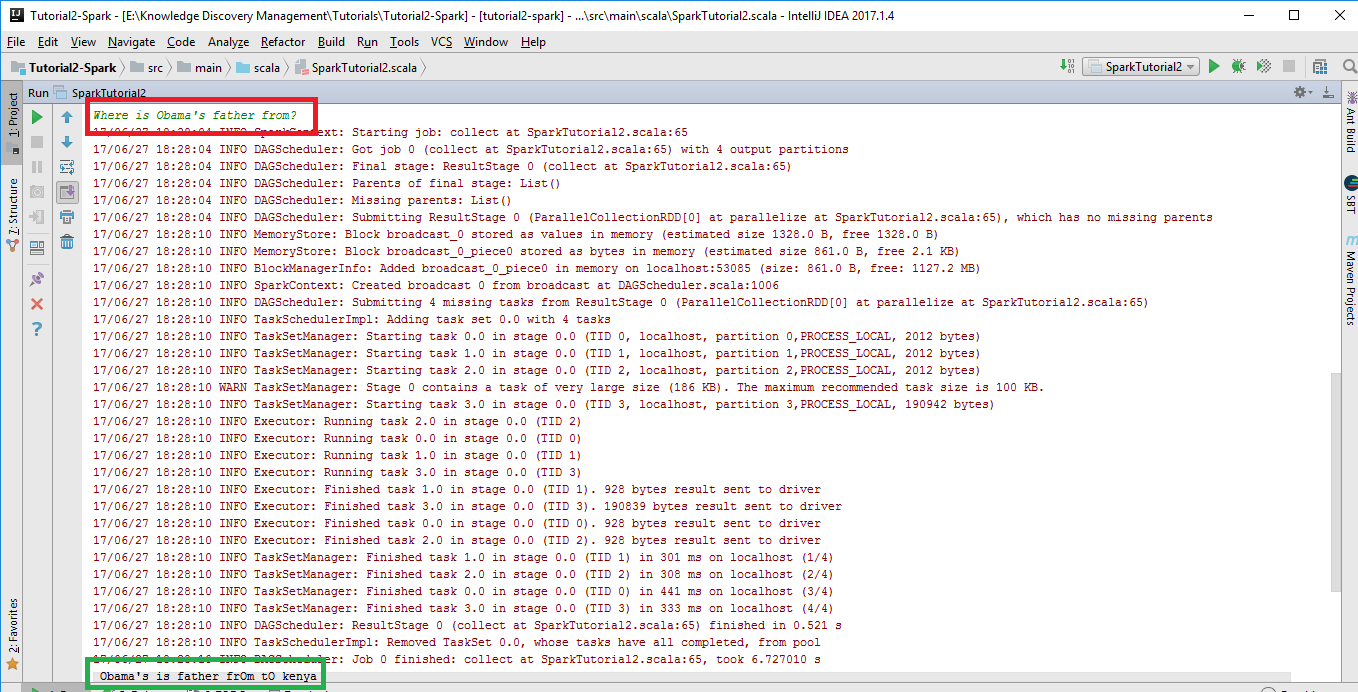 Tutorial2-Spark - [E:\Knowledge Discovery Management\Tutorials\Tutorial2-Spark] - [tutorial2-spark] - ...\src\main\scala\SparkTutorial2.scala - IntelliJ IDEA 2017.1.4
File Edit View Navigate Code Analyze Refactor Build Run Tools VCS Window Help
Tutorial2-Spark src main scala SparkTutorial2.scala SparkTutorial2
Run SparkTutorial2
1: Project
7: Structure
2: Favorites
Ant Build
SBT
Maven Projects
Where is Obama's father from?
17/06/27 18:28:04 INFO SparkContext: Starting job: collect at SparkTutorial2.scala:65
17/06/27 18:28:04 INFO DAGScheduler: Got job 0 (collect at SparkTutorial2.scala:65) with 4 output partitions
17/06/27 18:28:04 INFO DAGScheduler: Final stage: ResultStage 0 (collect at SparkTutorial2.scala:65)
17/06/27 18:28:04 INFO DAGScheduler: Parents of final stage: List()
17/06/27 18:28:04 INFO DAGScheduler: Missing parents: List()
17/06/27 18:28:04 INFO DAGScheduler: Submitting ResultStage 0 (ParallelCollectionRDD[0] at parallelize at SparkTutorial2.scala:65), which has no missing parents
17/06/27 18:28:10 INFO MemoryStore: Block broadcast_0 stored as values in memory (estimated size 1328.0 B, free 1328.0 B)
17/06/27 18:28:10 INFO MemoryStore: Block broadcast_0_piece0 stored as bytes in memory (estimated size 861.0 B, free 2.1 KB)
17/06/27 18:28:10 INFO BlockManagerInfo: Added broadcast_0_piece0 in memory on localhost:53085 (size: 861.0 B, free: 1127.2 MB)
17/06/27 18:28:10 INFO SparkContext: Created broadcast 0 from broadcast at DAGScheduler.scala:1006
17/06/27 18:28:10 INFO DAGScheduler: Submitting 4 missing tasks from ResultStage 0 (ParallelCollectionRDD[0] at parallelize at SparkTutorial2.scala:65)
17/06/27 18:28:10 INFO TaskSchedulerImpl: Adding task set 0.0 with 4 tasks
17/06/27 18:28:10 INFO TaskSetManager: Starting task 0.0 in stage 0.0 (TID 0, localhost, partition 0,PROCESS_LOCAL, 2012 bytes)
17/06/27 18:28:10 INFO TaskSetManager: Starting task 1.0 in stage 0.0 (TID 1, localhost, partition 1,PROCESS_LOCAL, 2012 bytes)
17/06/27 18:28:10 INFO TaskSetManager: Starting task 2.0 in stage 0.0 (TID 2, localhost, partition 2,PROCESS_LOCAL, 2012 bytes)
17/06/27 18:28:10 WARN TaskSetManager: Stage 0 contains a task of very large size (186 KB). The maximum recommended task size is 100 KB.
17/06/27 18:28:10 INFO TaskSetManager: Starting task 3.0 in stage 0.0 (TID 3, localhost, partition 3,PROCESS_LOCAL, 190942 bytes)
17/06/27 18:28:10 INFO Executor: Running task 2.0 in stage 0.0 (TID 2)
17/06/27 18:28:10 INFO Executor: Running task 0.0 in stage 0.0 (TID 0)
17/06/27 18:28:10 INFO Executor: Running task 1.0 in stage 0.0 (TID 1)
17/06/27 18:28:10 INFO Executor: Running task 3.0 in stage 0.0 (TID 3)
17/06/27 18:28:10 INFO Executor: Finished task 1.0 in stage 0.0 (TID 1). 928 bytes result sent to driver
17/06/27 18:28:10 INFO Executor: Finished task 3.0 in stage 0.0 (TID 3). 190839 bytes result sent to driver
17/06/27 18:28:10 INFO Executor: Finished task 0.0 in stage 0.0 (TID 0). 928 bytes result sent to driver
17/06/27 18:28:10 INFO Executor: Finished task 2.0 in stage 0.0 (TID 2). 928 bytes result sent to driver
17/06/27 18:28:10 INFO TaskSetManager: Finished task 1.0 in stage 0.0 (TID 1) in 301 ms on localhost (1/4)
17/06/27 18:28:10 INFO TaskSetManager: Finished task 2.0 in stage 0.0 (TID 2) in 308 ms on localhost (2/4)
17/06/27 18:28:10 INFO TaskSetManager: Finished task 0.0 in stage 0.0 (TID 0) in 441 ms on localhost (3/4)
17/06/27 18:28:10 INFO TaskSetManager: Finished task 3.0 in stage 0.0 (TID 3) in 333 ms on localhost (4/4)
17/06/27 18:28:10 INFO DAGScheduler: ResultStage 0 (collect at SparkTutorial2.scala:65) finished in 0.521 s
17/06/27 18:28:10 INFO TaskSchedulerImpl: Removed TaskSet 0.0, whose tasks have all completed, from pool
17/06/27 18:28:10 INFO DAGScheduler: Job 0 finished: collect at SparkTutorial2.scala:65, took 6.727010 s
Obama's is father frOm tO kenya